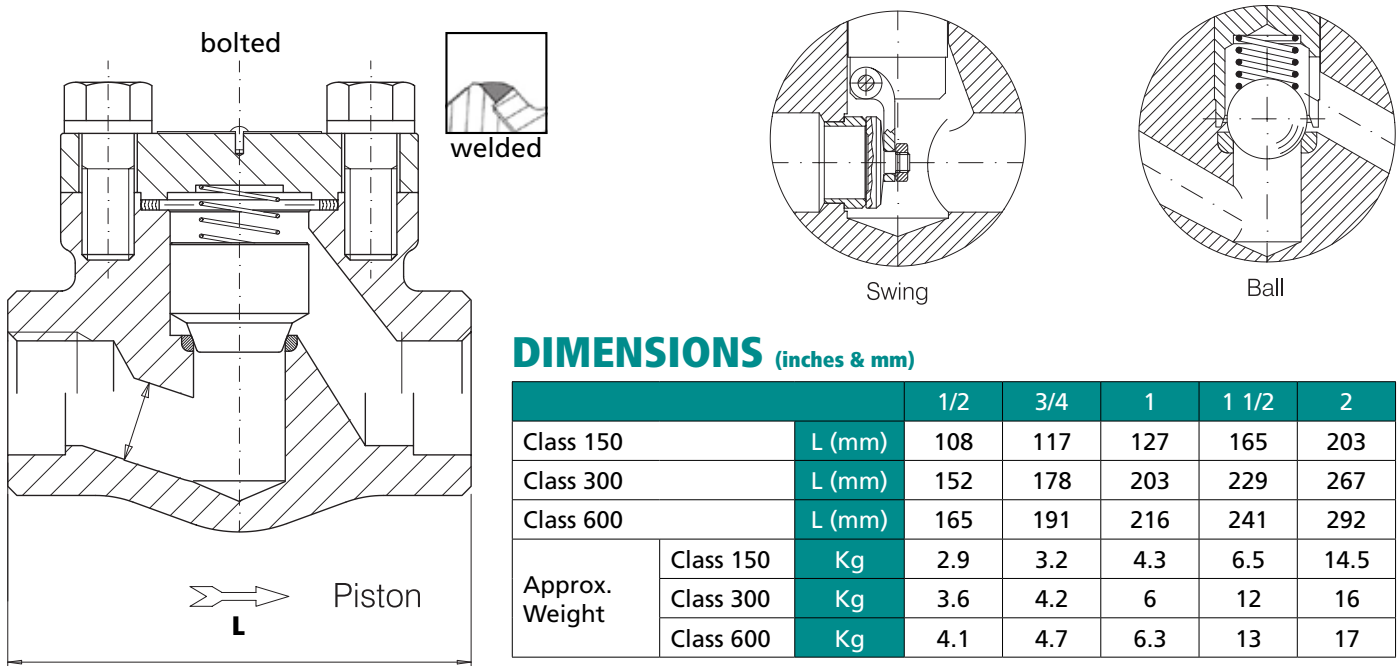 bolted
welded
Swing
Ball
Piston
L
DIMENSIONS (inches & mm)
1/2 3/4 1 1 1/2 2
Class 150 L (mm) 108 117 127 165 203
Class 300 L (mm) 152 178 203 229 267
Class 600 L (mm) 165 191 216 241 292
Approx. Weight Class 150 Kg 2.9 3.2 4.3 6.5 14.5
Class 300 Kg 3.6 4.2 6 12 16
Class 600 Kg 4.1 4.7 6.3 13 17